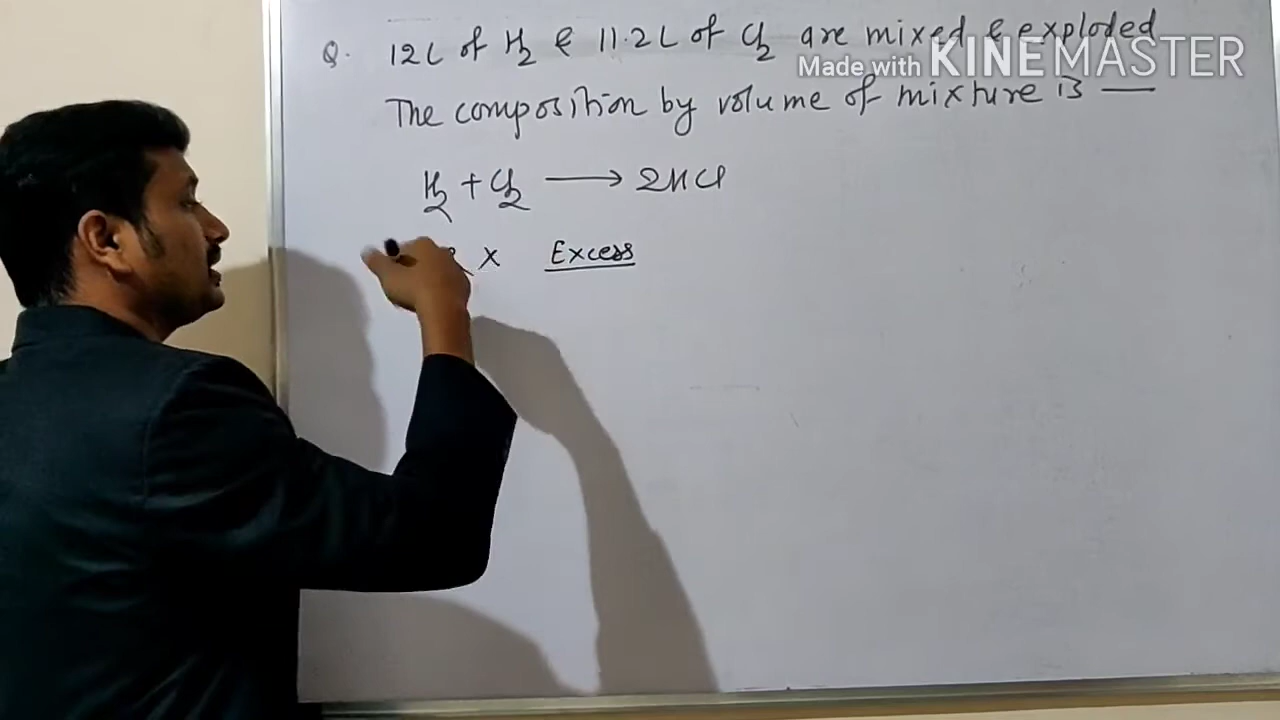 Q. 12L of H2 & 11.2L of Cl2 are mixed & exploded
Made with KINEMASTER
The composition by volume of mixture is —
H2 + Cl2 ⟶ 2HCl
x Excess